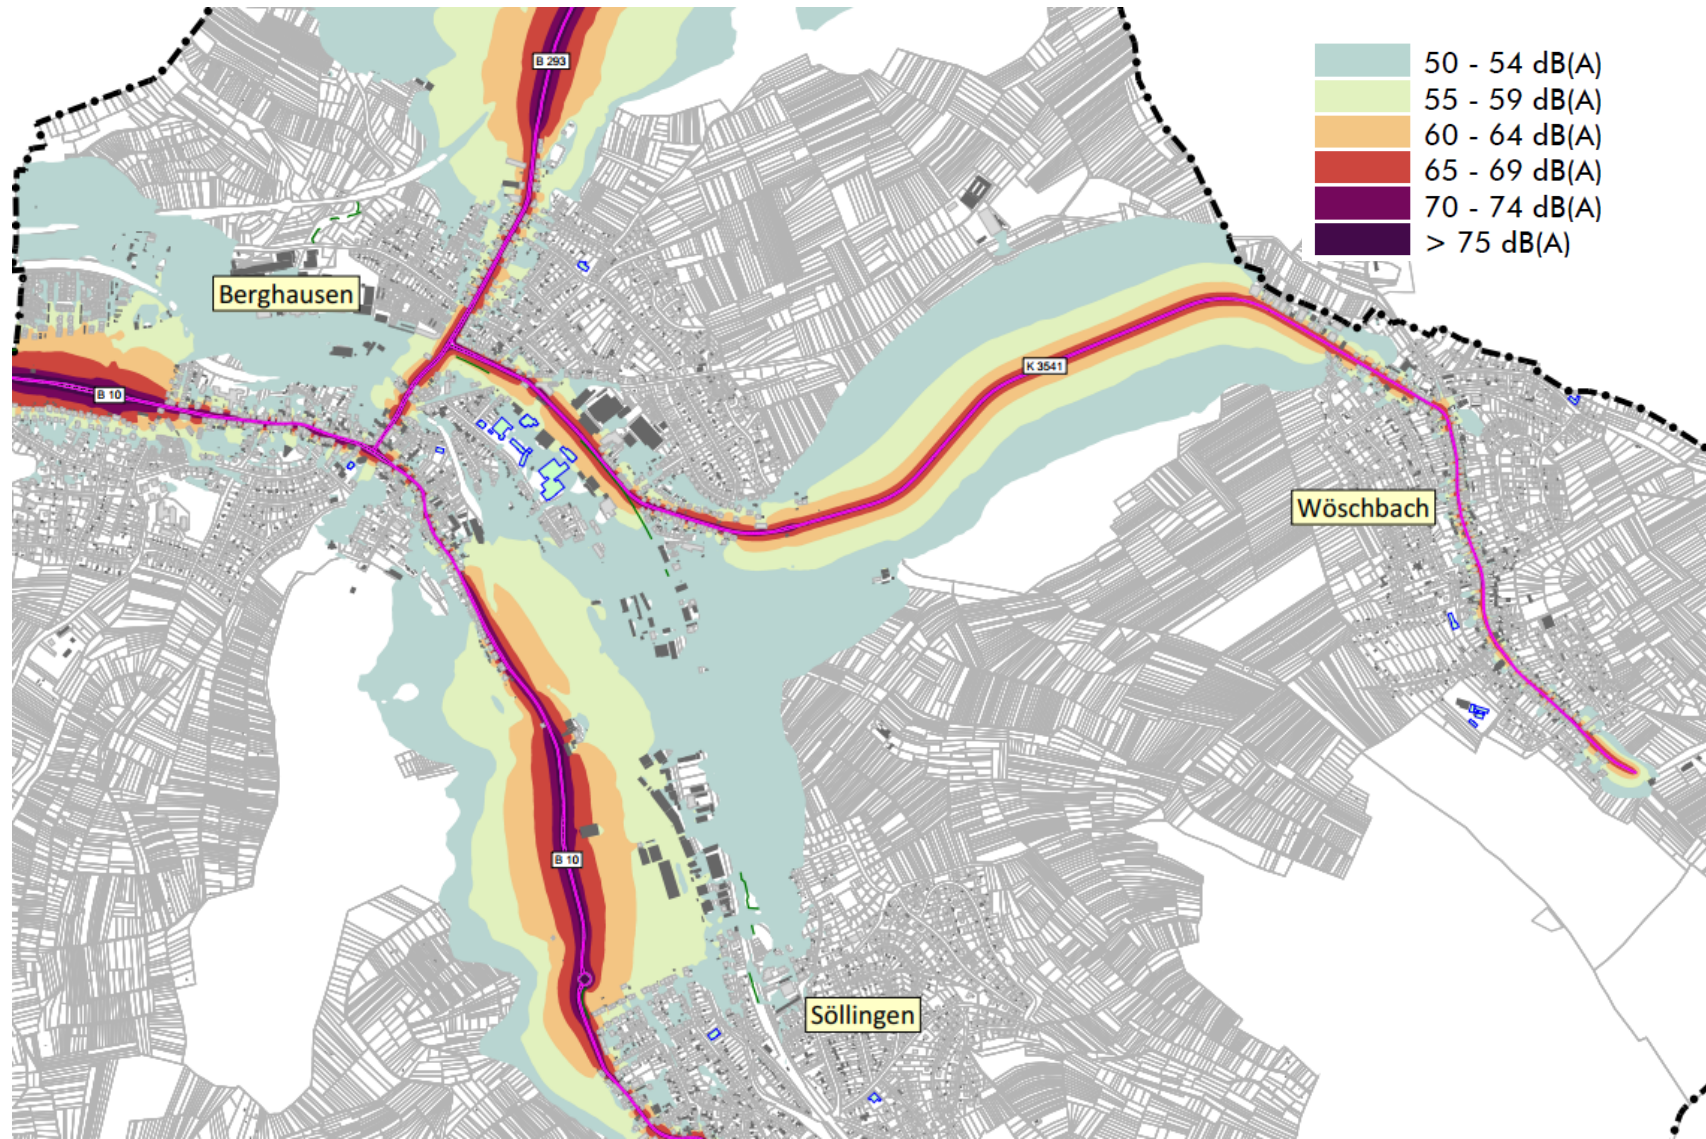 B 293
50 - 54 dB(A)
55 - 59 dB(A)
60 - 64 dB(A)
65 - 69 dB(A)
70 - 74 dB(A)
> 75 dB(A)
Berghausen
K 3541
B 10
Wöschbach
B 10
Söllingen